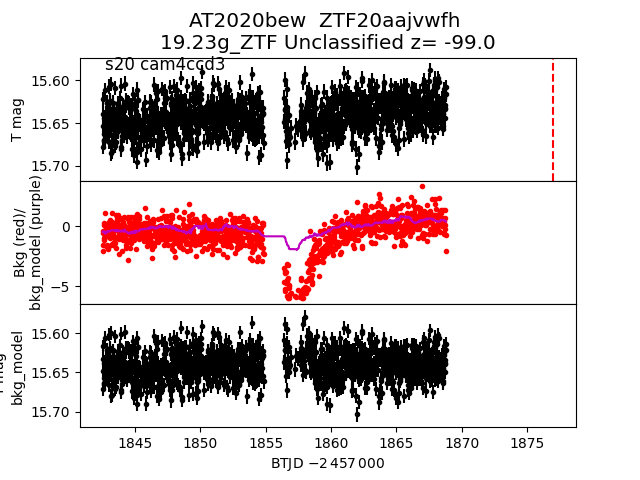 AT2020bew  ZTF20aajvwfh
19.23g_ZTF Unclassified z= -99.0
s20 cam4ccd3
15.60
15.65
15.70
T mag
0
−5
Bkg (red)/
bkg_model (purple)
15.60
15.65
15.70
bkg_model
1845 1850 1855 1860 1865 1870 1875
BTJD −2 457 000